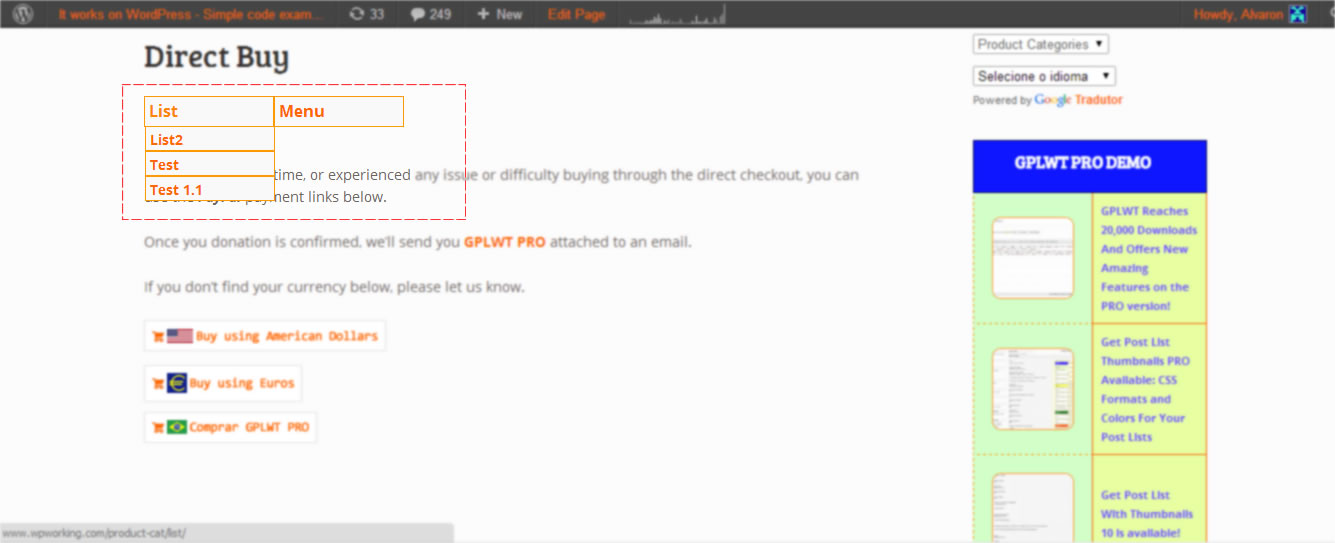 It works on WordPress - Simple code exam...
33
249
+ New
Edit Page
Howdy, Alvaron
Direct Buy
List
Menu
List2
Test
Test 1.1
time, or experienced any issue or difficulty buying through the direct checkout, you can
payment links below.
Once you donation is confirmed, we'll send you GPLWT PRO attached to an email.
If you don't find your currency below, please let us know.
Buy using American Dollars
Buy using Euros
Comprar GPLWT PRO
www.wpworking.com/product-cat/list/
Product Categories
Selecione o idioma
Powered by Google Tradutor
GPLWT PRO DEMO
GPLWT Reaches
20,000 Downloads
And Offers New
Amazing
Features on the
PRO version!
Get Post List
Thumbnails PRO
Available: CSS
Formats and
Colors For Your
Post Lists
Get Post List
With Thumbnails
10 is available!